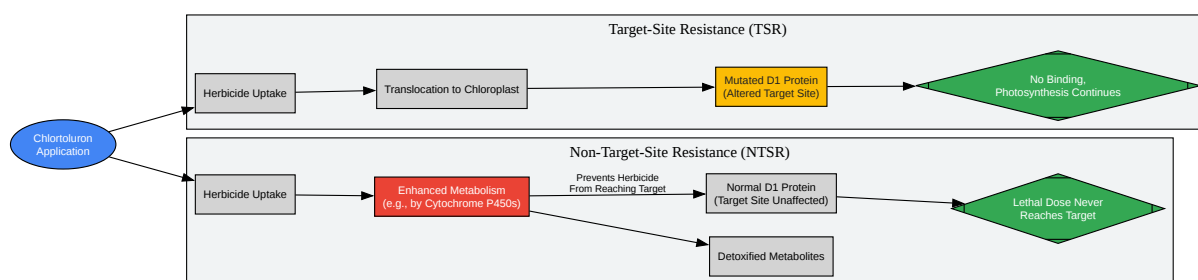 Target-Site Resistance (TSR)
Herbicide Uptake
Translocation to Chloroplast
Mutated D1 Protein
(Altered Target Site)
No Binding,
Photosynthesis Continues
Chlortoluron
Application
Non-Target-Site Resistance (NTSR)
Herbicide Uptake
Enhanced Metabolism
(e.g., by Cytochrome P450s)
Prevents Herbicide
From Reaching Target
Normal D1 Protein
(Target Site Unaffected)
Lethal Dose Never
Reaches Target
Detoxified Metabolites